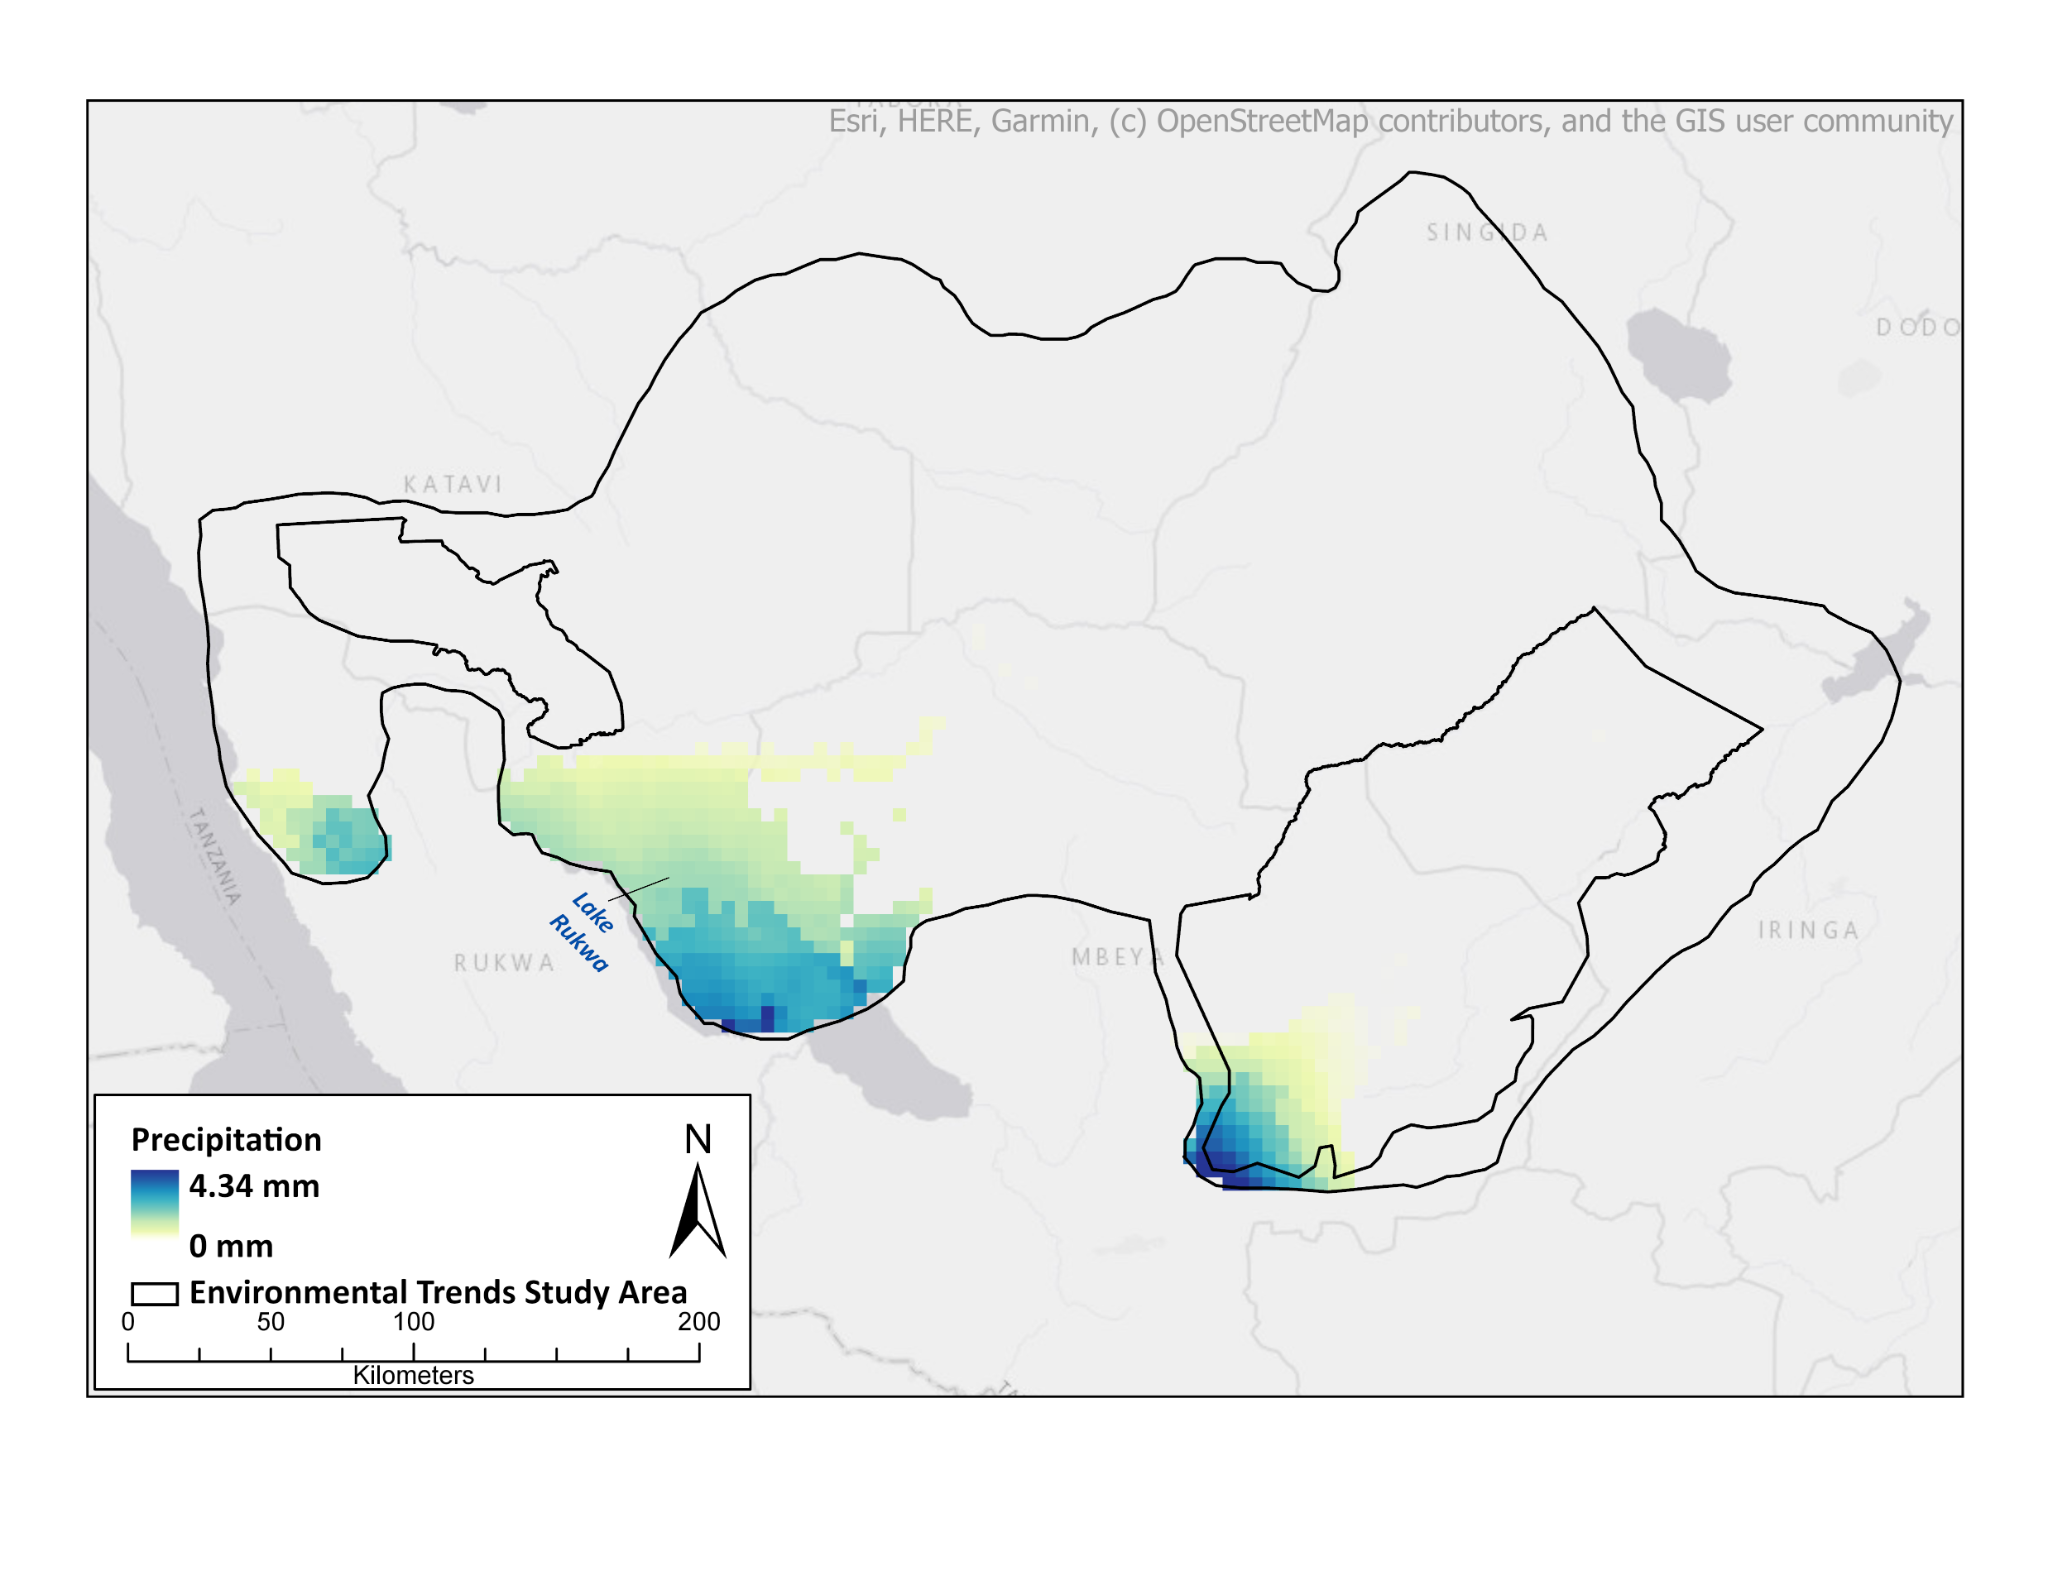 Esri, HERE, Garmin, (c) OpenStreetMap contributors, and the GIS user community
SINGIDA
DODO
KATAVI
TANZANIA
Lake
Rukwa
RUKWA
MBEYA
IRINGA
Precipitation
4.34 mm
0 mm
N
Environmental Trends Study Area
0 50 100 200
Kilometers